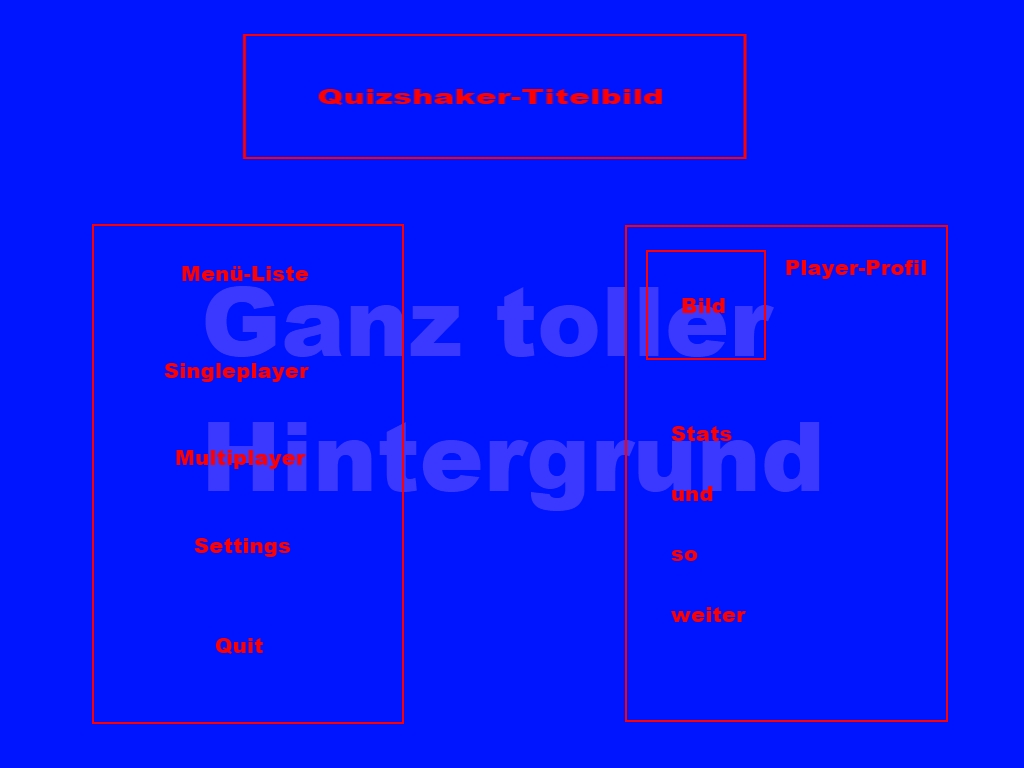 Quizshaker-Titelbild
Menü-Liste
Singleplayer
Multiplayer
Settings
Quit
Ganz toller
Hintergrund
Bild
Player-Profil
Stats
und
so
weiter